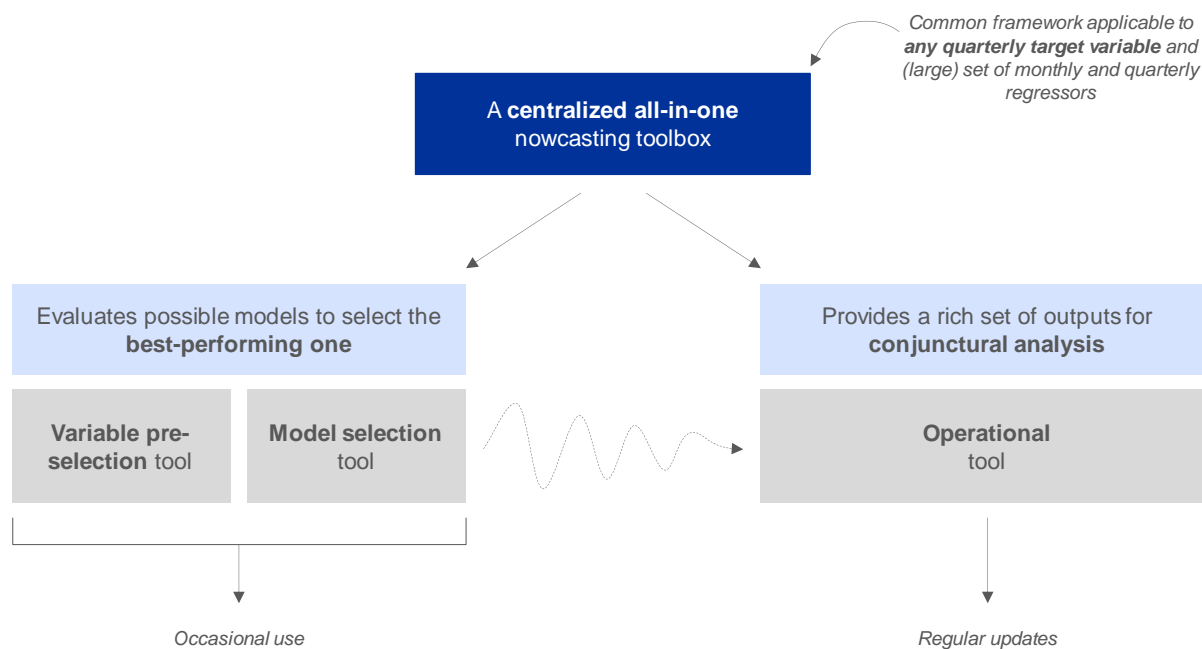 Common framework applicable to
any quarterly target variable and
(large) set of monthly and quarterly
regressors
A centralized all-in-one
nowcasting toolbox
Evaluates possible models to select the
best-performing one
Provides a rich set of outputs for
conjunctural analysis
Variable pre-
selection tool
Model selection
tool
Operational
tool
Occasional use
Regular updates